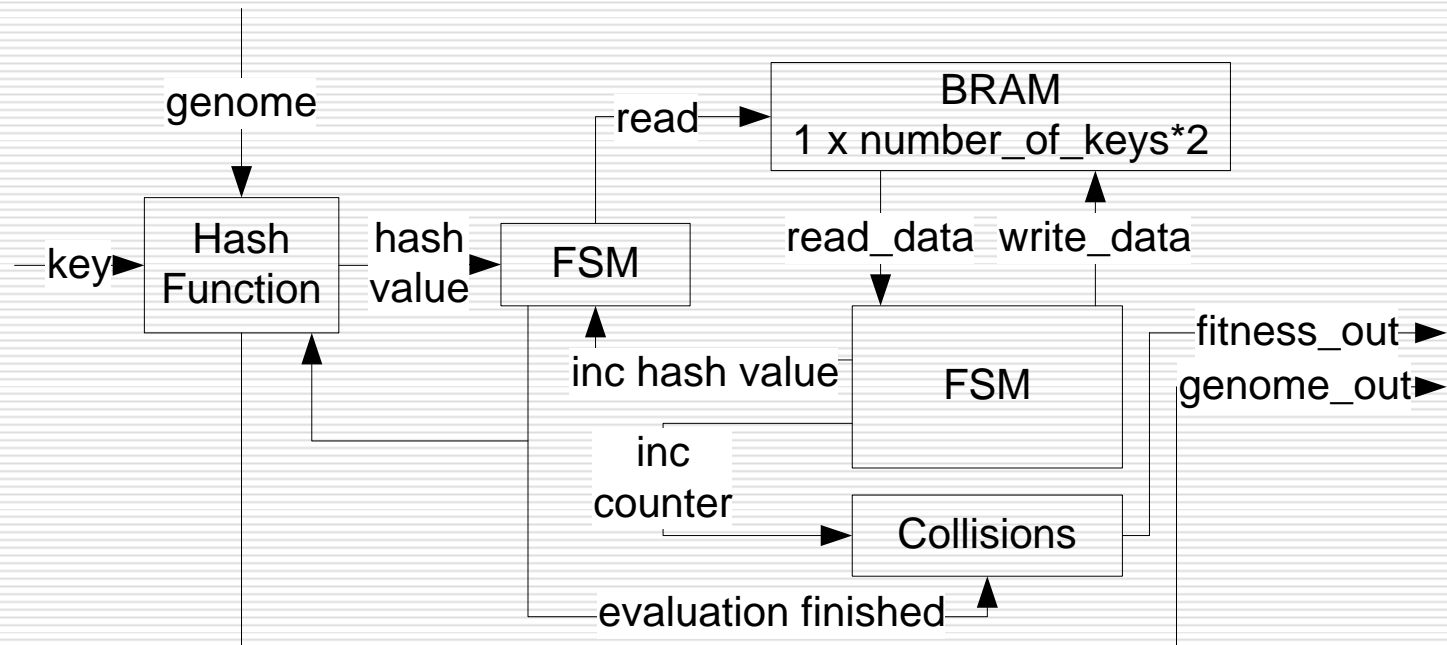 genome
BRAM
1 x number_of_keys*2
read
Hash
Function
key
hash
value
FSM
read_data
write_data
inc hash value
FSM
fitness_out
genome_out
inc
counter
Collisions
evaluation finished